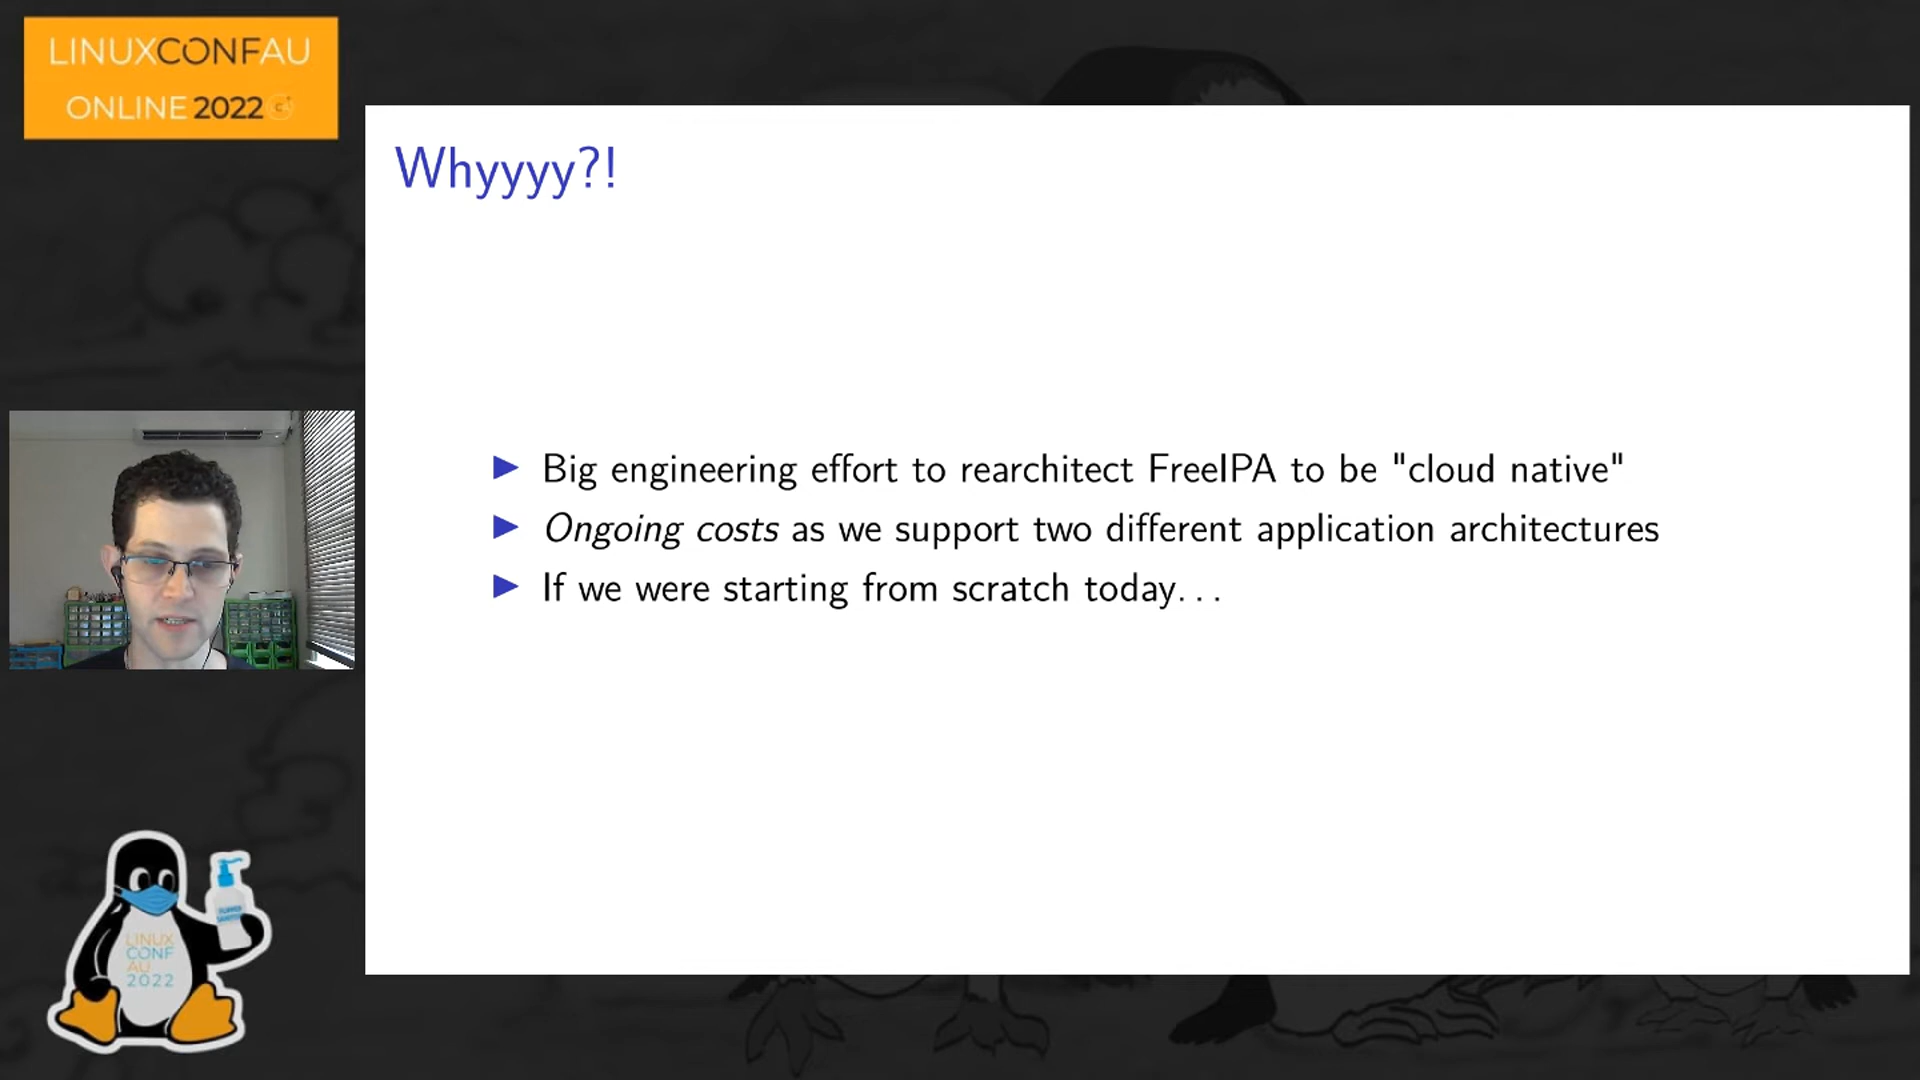 LINUXCONFAU
ONLINE 2022
Whyyyy?!
Big engineering effort to rearchitect FreeIPA to be "cloud native"
Ongoing costs as we support two different application architectures
If we were starting from scratch today...
LINUX
CONF
AU
2022